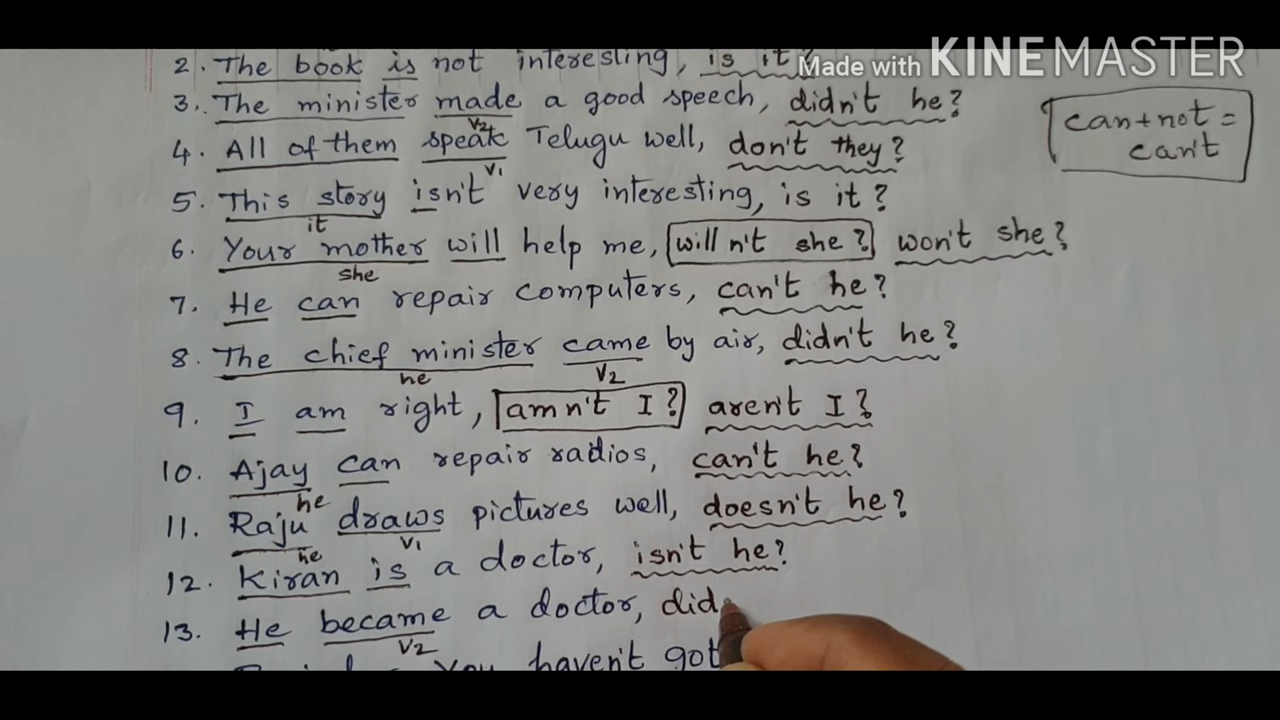 Made with KINEMASTER
2. The book is not interesting, is it?
3. The minister made a good speech, didn't he?
V2
4. All of them speak Telugu well, don't they?
V1
5. This story isn't very interesting, is it?
it
6. Your mother will help me, willn't she? won't she?
she
7. He can repair computers, can't he?
8. The chief minister came by air, didn't he?
he V2
9. I am right, amn't I? aren't I?
10. Ajay can repair radios, can't he?
he
11. Raju draws pictures well, doesn't he?
he V1
12. Kiran is a doctor, isn't he?
13. He became a doctor, did
V2
You haven't got
can + not =
can't